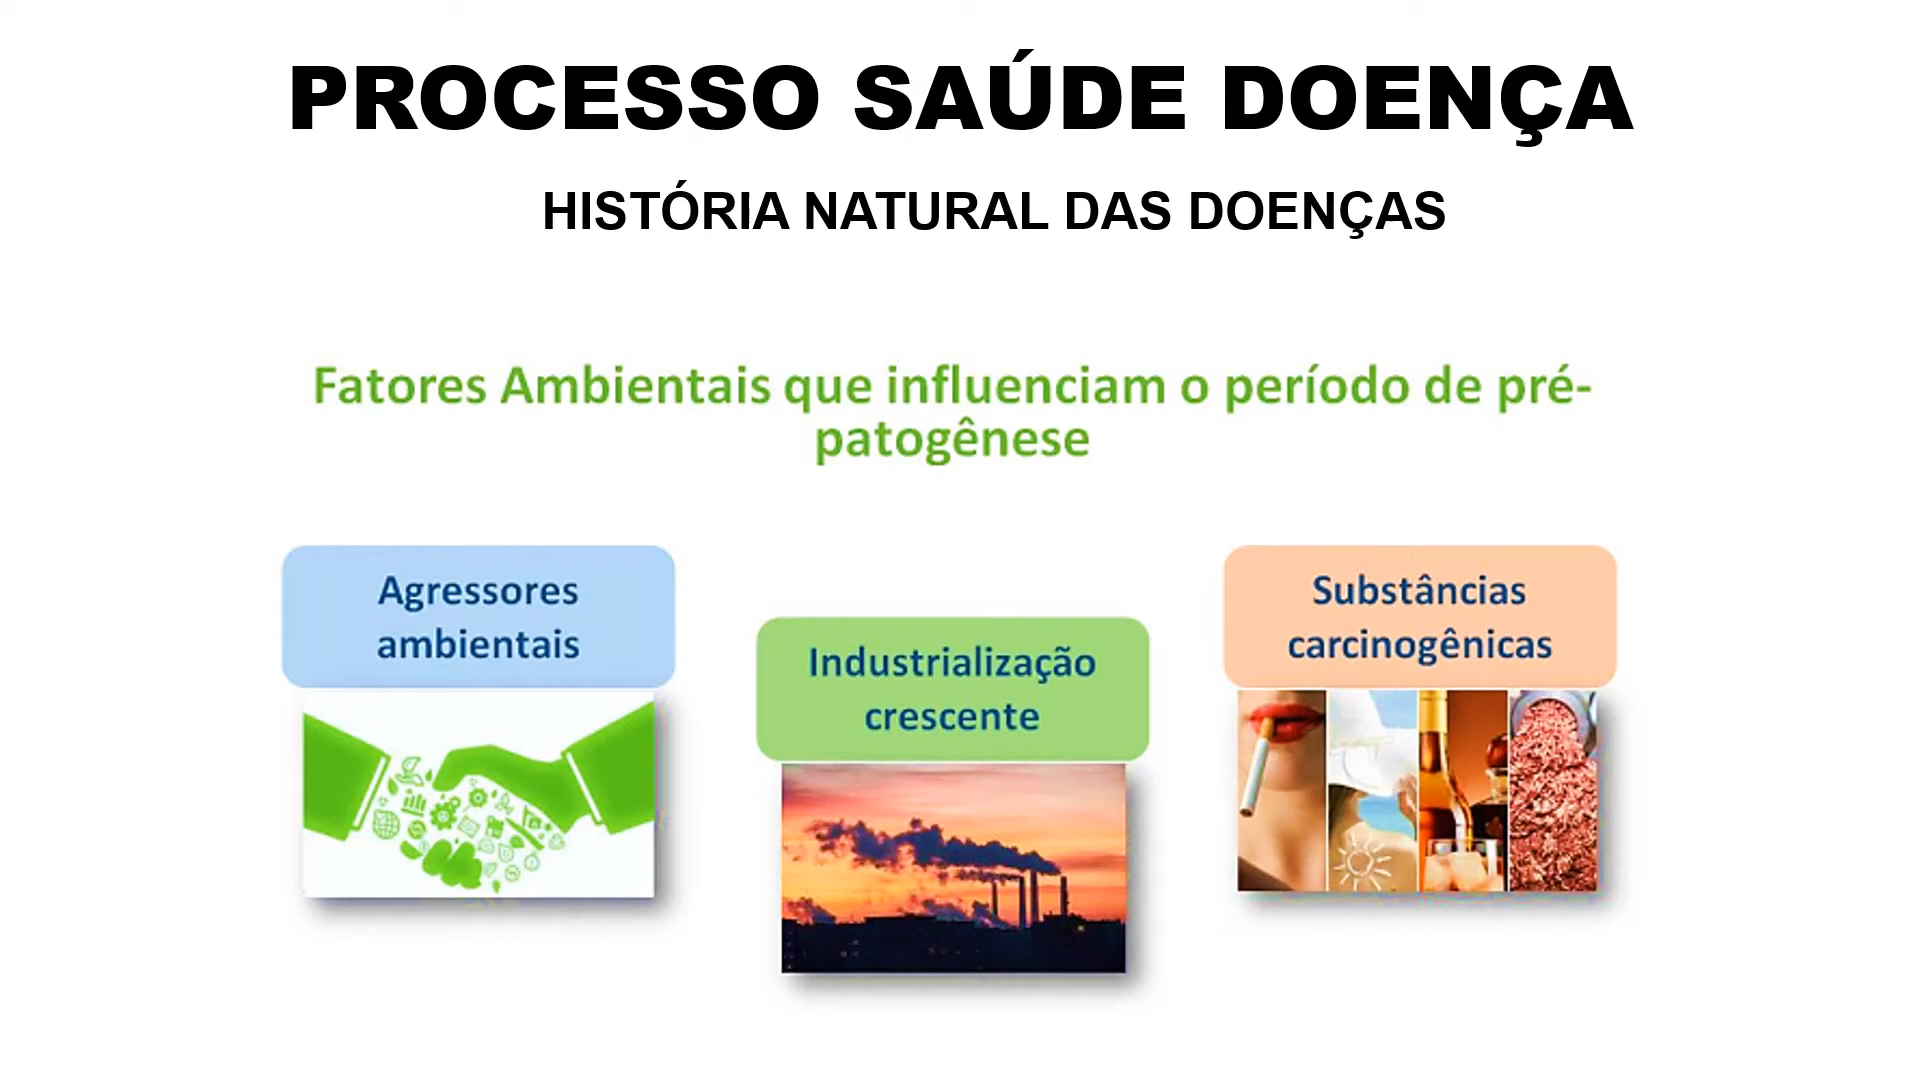 PROCESSO SAÚDE DOENÇA
HISTÓRIA NATURAL DAS DOENÇAS
Fatores Ambientais que influenciam o período de pré-
patogênese
Agressores
ambientais
Industrialização
crescente
Substâncias
carcinogênicas